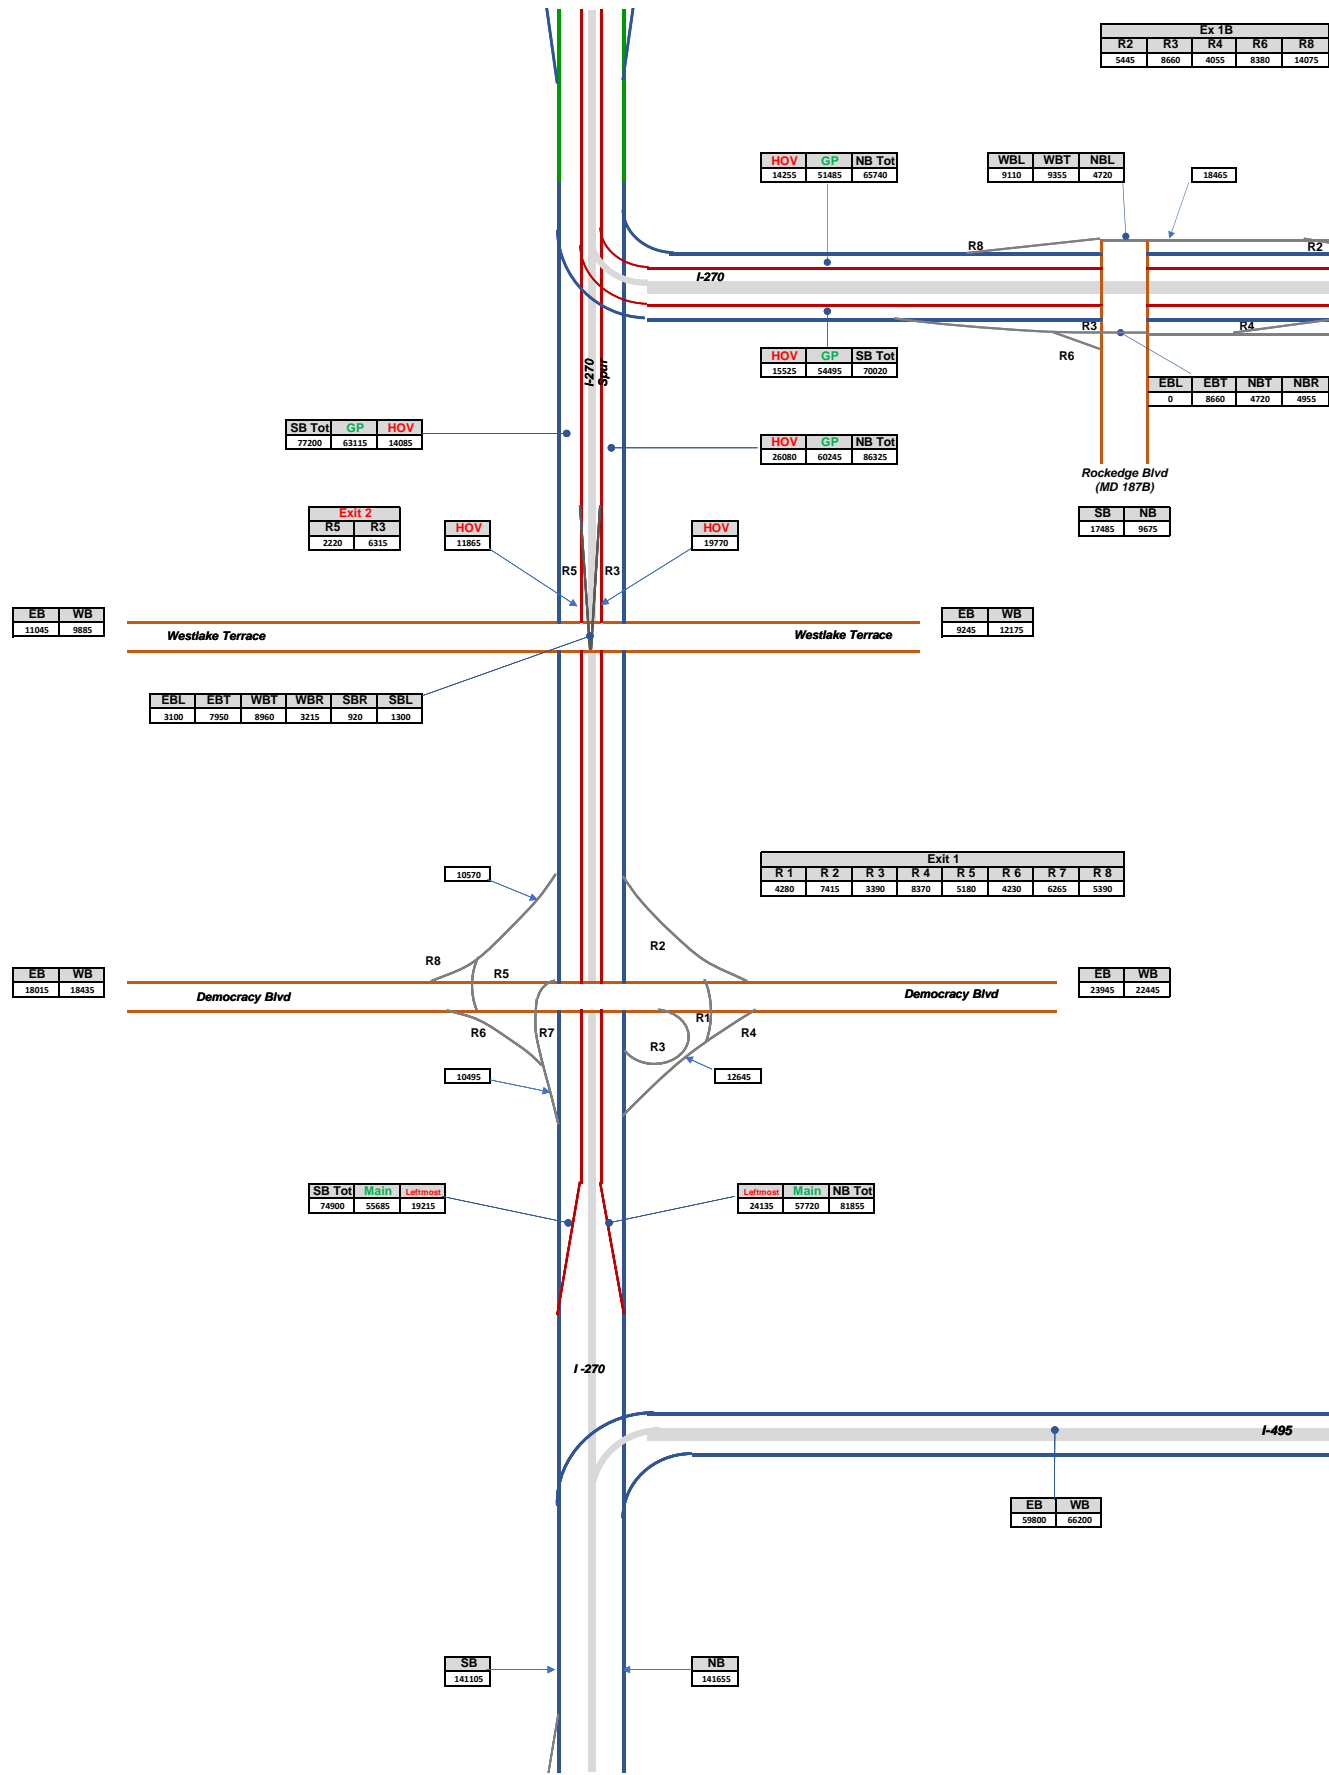 Ex 1B
R2 R3 R4 R6 R8
5445 8660 4055 8380 14075
HOV GP NB Tot
14255 51485 65740
WBL WBT NBL
9110 9355 4720
18465
R8
R2
I-270
R3
R4
R6
HOV GP SB Tot
15525 54495 70020
I-270
Spur
EBL EBT NBT NBR
0 8660 4720 4955
SB Tot GP HOV
77200 63115 14085
HOV GP NB Tot
26080 60245 86325
Rockedge Blvd
(MD 187B)
SB NB
17485 9675
Exit 2
R5 R3
2220 6315
HOV
11865
HOV
19770
R5
R3
EB WB
11045 9885
Westlake Terrace
Westlake Terrace
EB WB
9245 12175
EBL EBT WBT WBR SBR SBL
3100 7950 8960 3215 920 1300
Exit 1
R 1 R 2 R 3 R 4 R 5 R 6 R 7 R 8
4280 7415 3390 8370 5180 4230 6265 5390
10570
R8
R5
R2
EB WB
18015 18435
Democracy Blvd
Democracy Blvd
EB WB
23945 22445
R6
R7
R3
R1
R4
10495
12645
SB Tot Main Leftmost
74900 55685 19215
Leftmost Main NB Tot
24135 57720 81855
I -270
I-495
EB WB
59800 66200
SB
141105
NB
141655